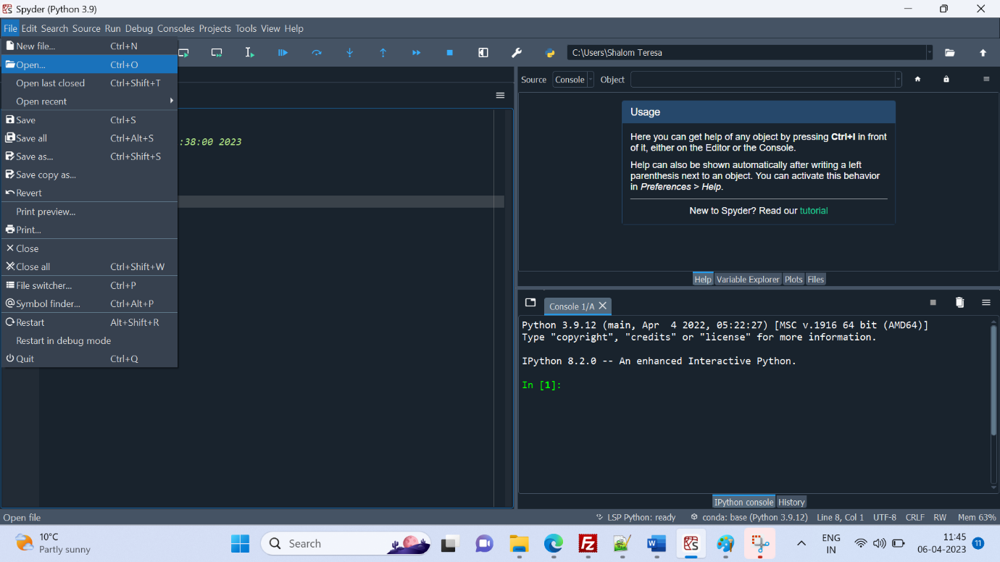 Spyder (Python 3.9)
File Edit Search Source Run Debug Consoles Projects Tools View Help
New file... Ctrl+N
Open... Ctrl+O
Open last closed Ctrl+Shift+T
Open recent
Save Ctrl+S
Save all Ctrl+Alt+S
Save as... Ctrl+Shift+S
Save copy as...
Revert
Print preview...
Print...
Close
Close all Ctrl+Shift+W
File switcher... Ctrl+P
Symbol finder... Ctrl+Alt+P
Restart Alt+Shift+R
Restart in debug mode
Quit Ctrl+Q
:38:00 2023
C:\Users\Shalom Teresa
Source Console Object
Usage
Here you can get help of any object by pressing Ctrl+I in front
of it, either on the Editor or the Console.
Help can also be shown automatically after writing a left
parenthesis next to an object. You can activate this behavior
in Preferences > Help.
New to Spyder? Read our tutorial
Help Variable Explorer Plots Files
Console 1/A
Python 3.9.12 (main, Apr  4 2022, 05:22:27) [MSC v.1916 64 bit (AMD64)]
Type "copyright", "credits" or "license" for more information.
IPython 8.2.0 -- An enhanced Interactive Python.
In [1]:
IPython console History
Open file LSP Python: ready conda: base (Python 3.9.12) Line 8, Col 1 UTF-8 CRLF RW Mem 63%
10°C
Partly sunny
Search
ENG
IN
11:45
06-04-2023
11